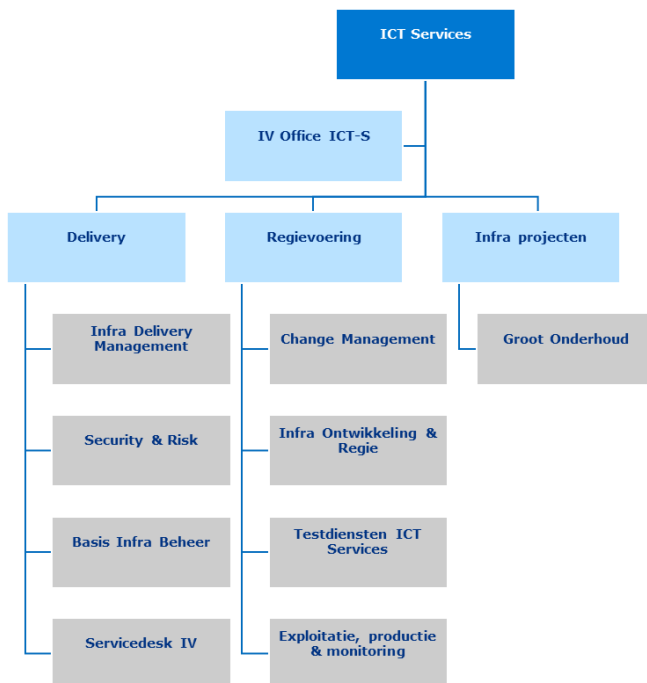 ICT Services
IV Office ICT-S
Delivery
Regievoering
Infra projecten
Infra Delivery
Management
Change Management
Groot Onderhoud
Security & Risk
Infra Ontwikkeling &
Regie
Basis Infra Beheer
Testdiensten ICT
Services
Servicedesk IV
Exploitatie, productie
& monitoring